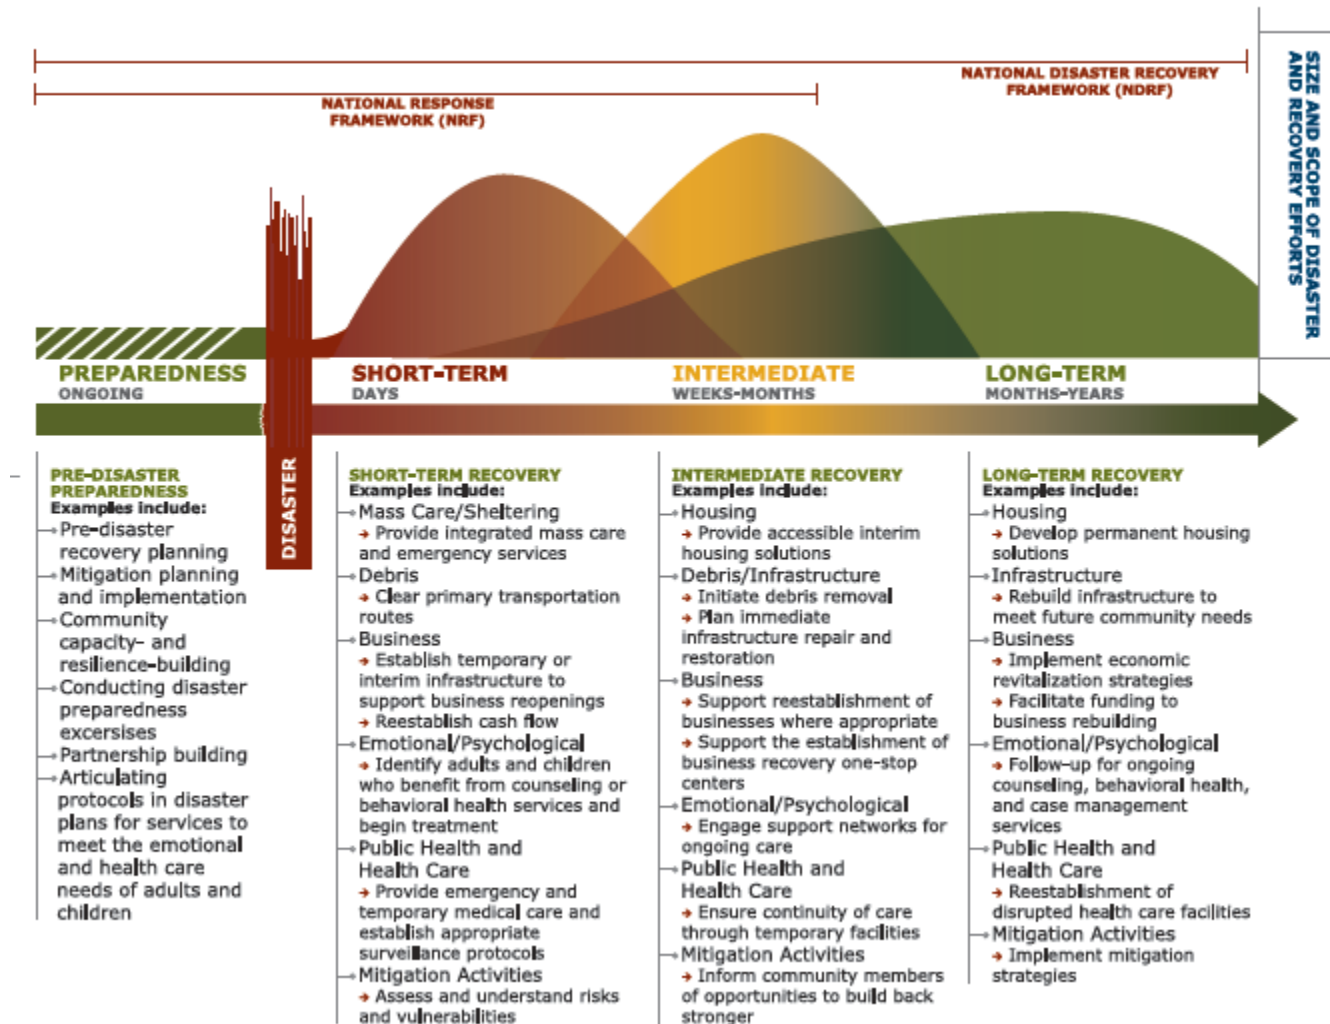 NATIONAL DISASTER RECOVERY
FRAMEWORK (NDRF)
NATIONAL RESPONSE
FRAMEWORK (NRF)
SIZE AND SCOPE OF DISASTER
AND RECOVERY EFFORTS
PREPAREDNESS
ONGOING
SHORT-TERM
DAYS
INTERMEDIATE
WEEKS-MONTHS
LONG-TERM
MONTHS-YEARS
DISASTER
PRE-DISASTER
PREPAREDNESS
Examples include:
Pre-disaster
recovery planning
Mitigation planning
and implementation
Community
capacity- and
resilience-building
Conducting disaster
preparedness
excersises
Partnership building
Articulating
protocols in disaster
plans for services to
meet the emotional
and health care
needs of adults and
children
SHORT-TERM RECOVERY
Examples include:
Mass Care/Sheltering
→ Provide integrated mass care
and emergency services
Debris
→ Clear primary transportation
routes
Business
→ Establish temporary or
interim infrastructure to
support business reopenings
→ Reestablish cash flow
Emotional/Psychological
→ Identify adults and children
who benefit from counseling or
behavioral health services and
begin treatment
Public Health and
Health Care
→ Provide emergency and
temporary medical care and
establish appropriate
surveillance protocols
Mitigation Activities
→ Assess and understand risks
and vulnerabilities
INTERMEDIATE RECOVERY
Examples include:
Housing
→ Provide accessible interim
housing solutions
Debris/Infrastructure
→ Initiate debris removal
→ Plan immediate
infrastructure repair and
restoration
Business
→ Support reestablishment of
businesses where appropriate
→ Support the establishment of
business recovery one-stop
centers
Emotional/Psychological
→ Engage support networks for
ongoing care
Public Health and
Health Care
→ Ensure continuity of care
through temporary facilities
Mitigation Activities
→ Inform community members
of opportunities to build back
stronger
LONG-TERM RECOVERY
Examples include:
Housing
→ Develop permanent housing
solutions
Infrastructure
→ Rebuild infrastructure to
meet future community needs
Business
→ Implement economic
revitalization strategies
→ Facilitate funding to
business rebuilding
Emotional/Psychological
→ Follow-up for ongoing
counseling, behavioral health,
and case management
services
Public Health and
Health Care
→ Reestablishment of
disrupted health care facilities
Mitigation Activities
→ Implement mitigation
strategies